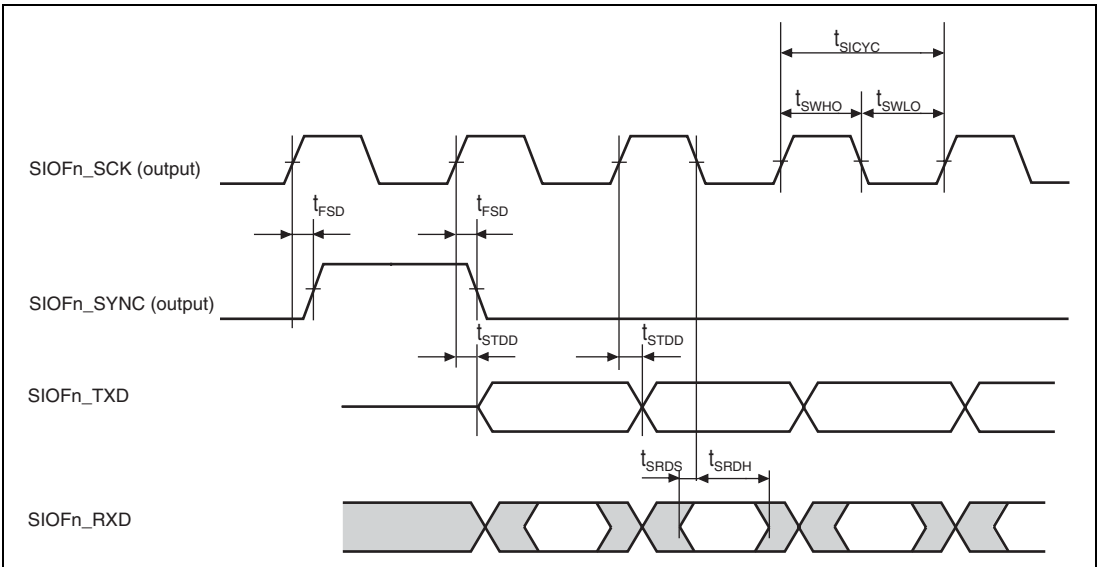 tSICYC
tSWHO tSWLO
SIOFn_SCK (output)
tFSD tFSD
SIOFn_SYNC (output)
tSTDD tSTDD
SIOFn_TXD
tSRDS tSRDH
SIOFn_RXD